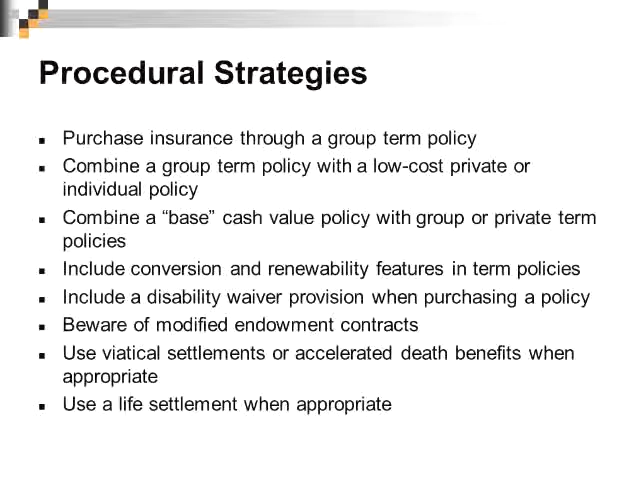 Procedural Strategies
Purchase insurance through a group term policy
Combine a group term policy with a low-cost private or
individual policy
Combine a “base” cash value policy with group or private term
policies
Include conversion and renewability features in term policies
Include a disability waiver provision when purchasing a policy
Beware of modified endowment contracts
Use viatical settlements or accelerated death benefits when
appropriate
Use a life settlement when appropriate